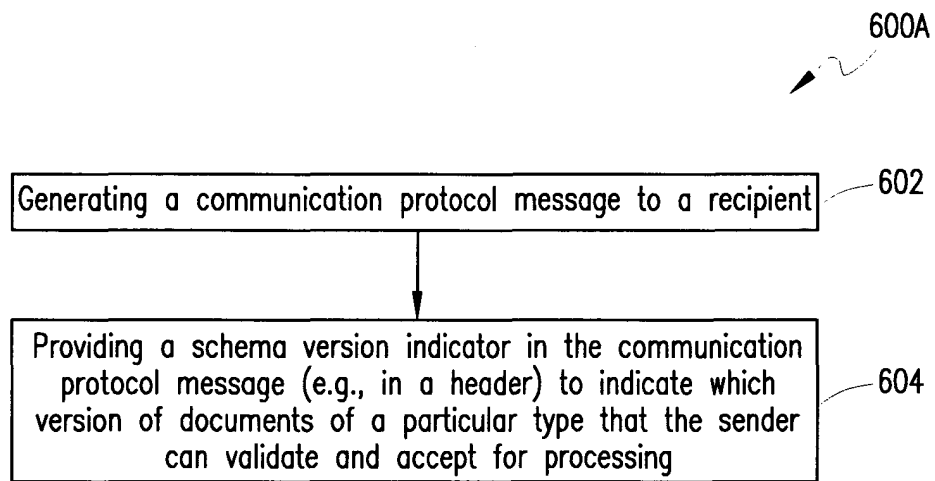 600A
Generating a communication protocol message to a recipient
602
Providing a schema version indicator in the communication
protocol message (e.g., in a header) to indicate which
version of documents of a particular type that the sender
can validate and accept for processing
604